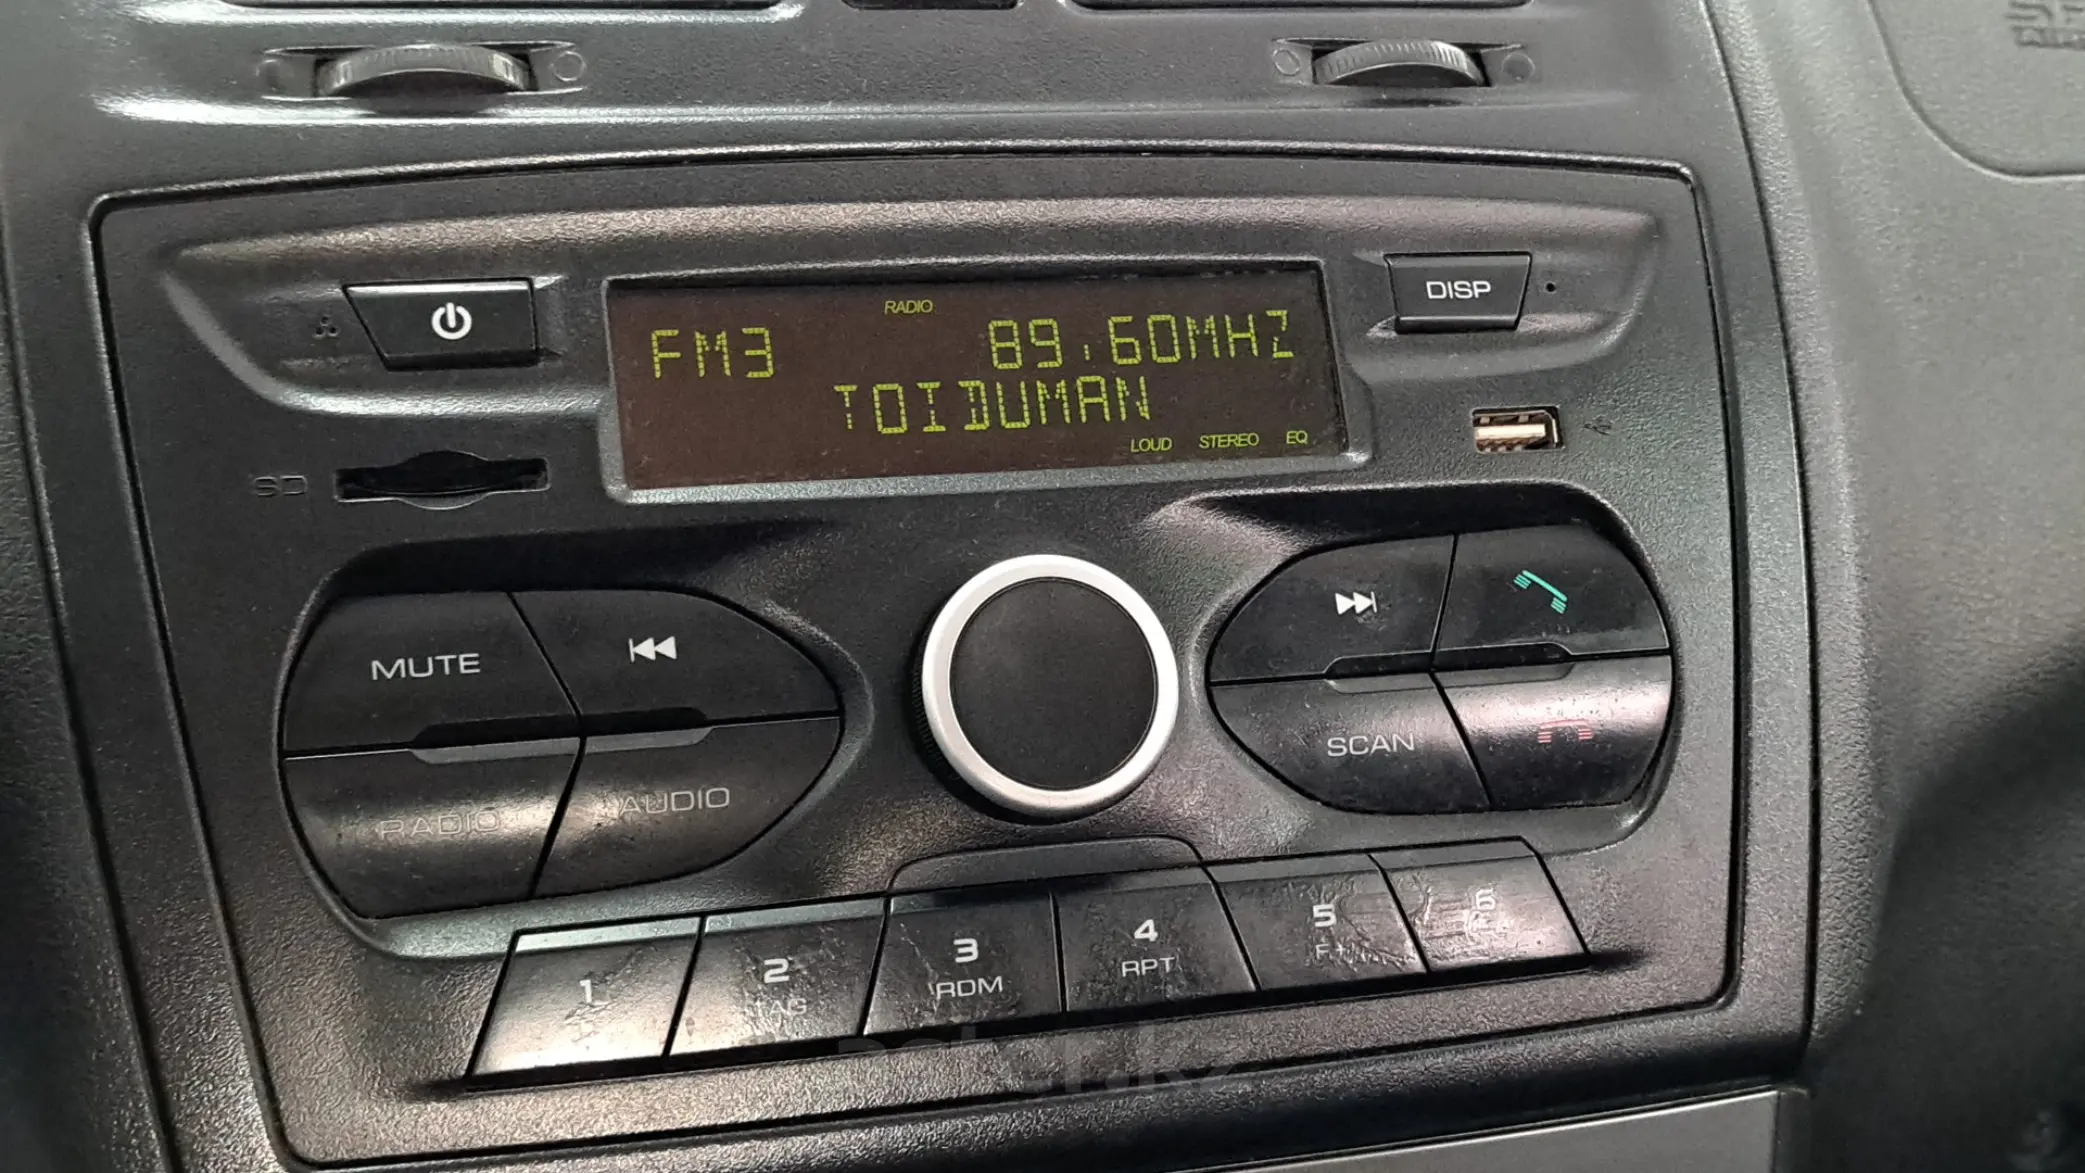 RADIO
DISP
FM3 89.60MHZ
TOIDUMAN
LOUD STEREO EQ
SD
MUTE
SCAN
RADIO AUDIO
1 2 3 4 5 6
TAG RDM RPT